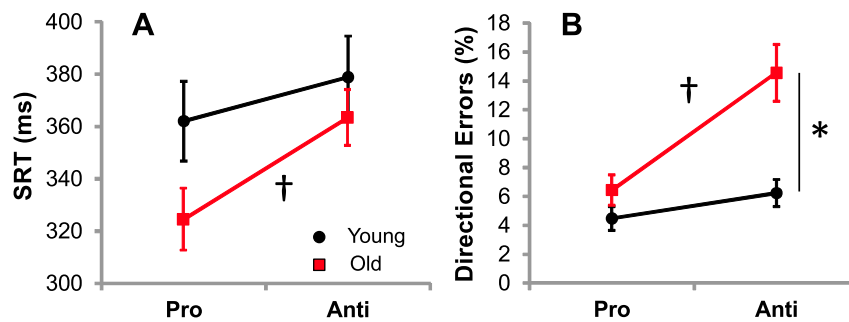 A
SRT (ms)
400
380
360
340
320
300
†
Young
Old
Pro
Anti
B
Directional Errors (%)
18
16
14
12
10
8
6
4
2
0
†
*
Pro
Anti